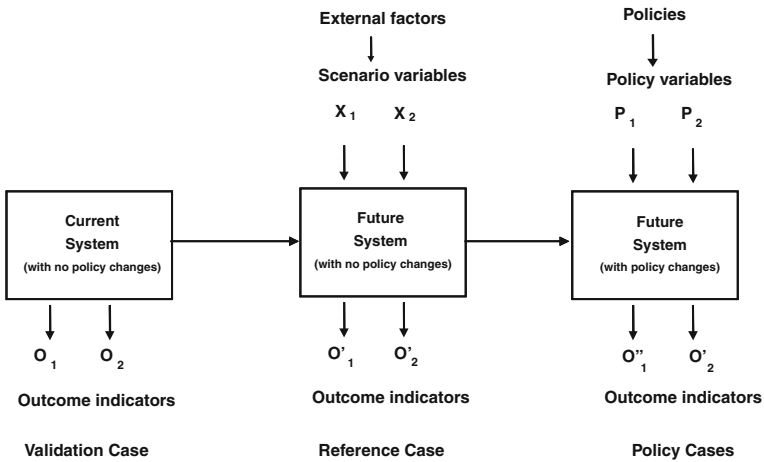 External factors
Policies
Scenario variables
Policy variables
X 1
X 2
P 1
P 2
Current
System
(with no policy changes)
Future
System
(with no policy changes)
Future
System
(with policy changes)
O 1
O 2
O' 1
O' 2
O" 1
O' 2
Outcome indicators
Outcome indicators
Outcome indicators
Validation Case
Reference Case
Policy Cases